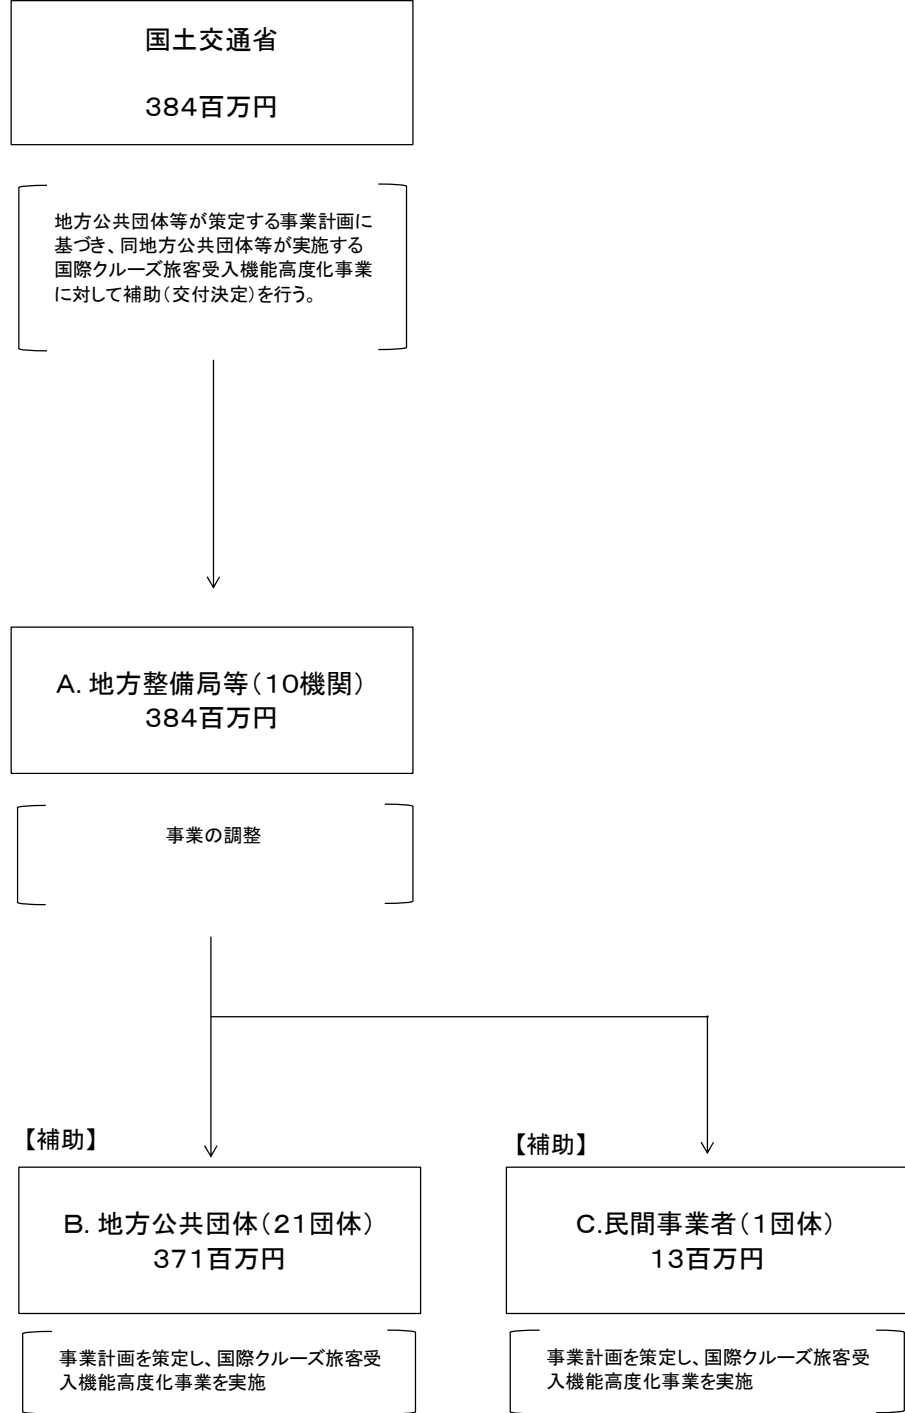 国土交通省
384百万円
地方公共団体等が策定する事業計画に
基づき、同地方公共団体等が実施する
国際クルーズ旅客受入機能高度化事業
に対して補助（交付決定）を行う。
A. 地方整備局等（10機関）
384百万円
事業の調整
【補助】
B. 地方公共団体（21団体）
371百万円
事業計画を策定し、国際クルーズ旅客受
入機能高度化事業を実施
【補助】
C.民間事業者（1団体）
13百万円
事業計画を策定し、国際クルーズ旅客受
入機能高度化事業を実施